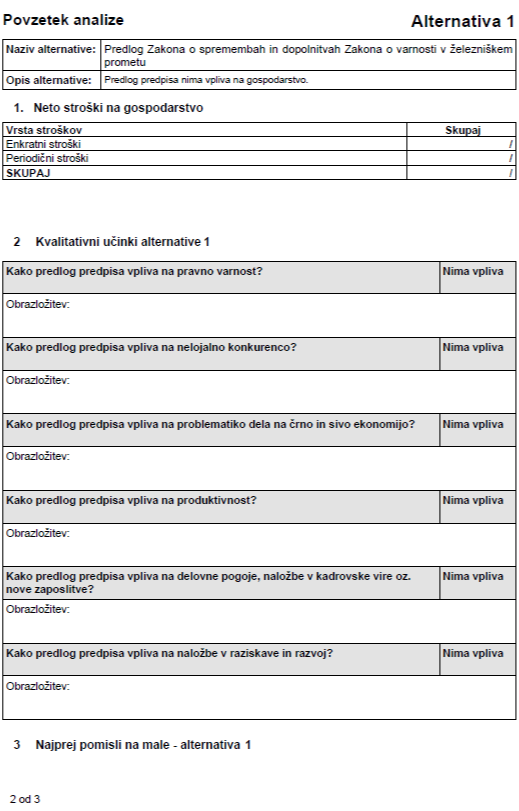 Povzetek analize
Alternativa 1
Naziv alternative: Predlog Zakona o spremembah in dopolnitvah Zakona o varnosti v železniškem
prometu
Opis alternative: Predlog predpisa nima vpliva na gospodarstvo.
1. Neto stroški na gospodarstvo
Vrsta stroškov Skupaj
Enkratni stroški /
Periodični stroški /
SKUPAJ /
2 Kvalitativni učinki alternative 1
Kako predlog predpisa vpliva na pravno varnost? Nima vpliva
Obrazložitev:
Kako predlog predpisa vpliva na nelojalno konkurenco? Nima vpliva
Obrazložitev:
Kako predlog predpisa vpliva na problematiko dela na črno in sivo ekonomijo? Nima vpliva
Obrazložitev:
Kako predlog predpisa vpliva na produktivnost? Nima vpliva
Obrazložitev:
Kako predlog predpisa vpliva na delovne pogoje, naložbe v kadrovske vire oz. Nima vpliva
nove zaposlitve?
Obrazložitev:
Kako predlog predpisa vpliva na naložbe v raziskave in razvoj? Nima vpliva
Obrazložitev:
3 Najprej pomisli na male - alternativa 1
2 od 3